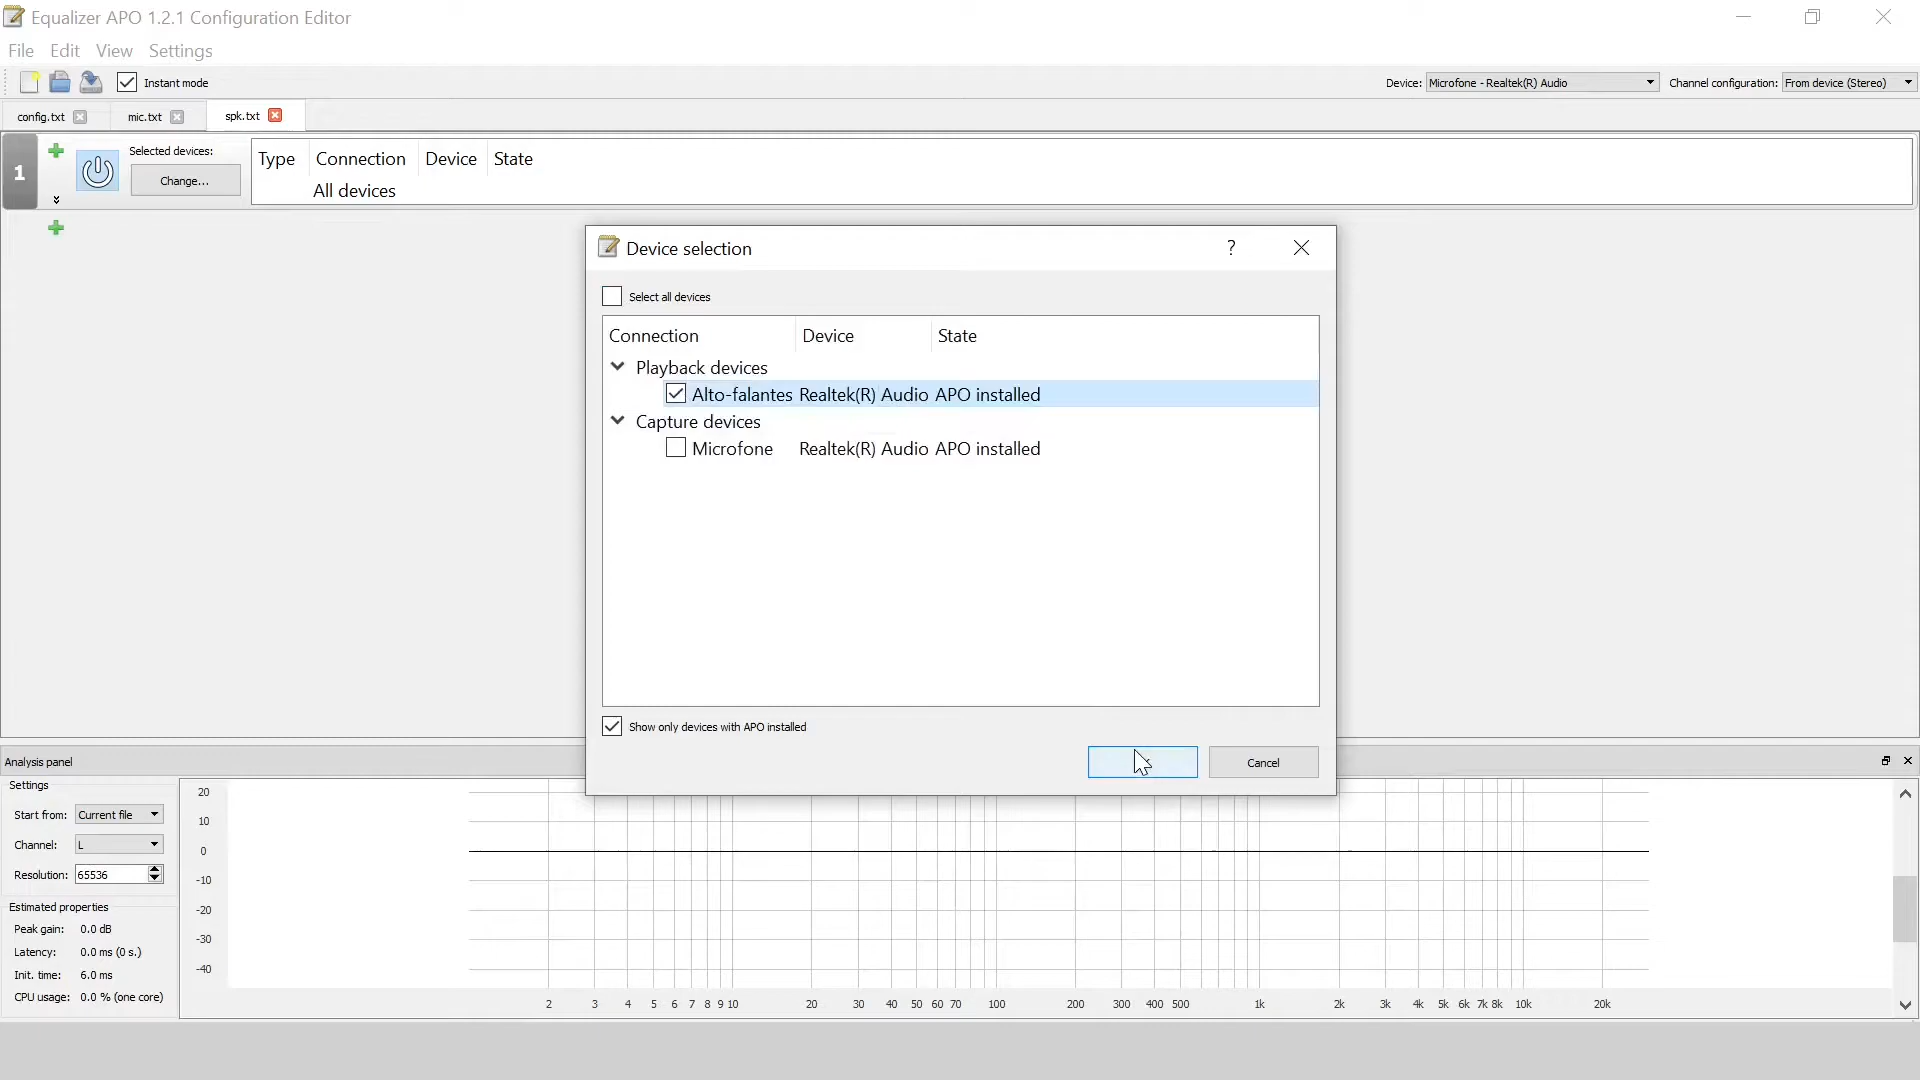 Equalizer APO 1.2.1 Configuration Editor
File Edit View Settings
Instant mode
Device: Microfone - Realtek(R) Audio Channel configuration: From device (Stereo)
config.txt mic.txt spk.txt
1
Selected devices:
Change...
Type Connection Device State
All devices
Device selection
?
Select all devices
Connection Device State
Playback devices
Alto-falantes Realtek(R) Audio APO installed
Capture devices
Microfone Realtek(R) Audio APO installed
Show only devices with APO installed
Cancel
Analysis panel
Settings
Start from: Current file
Channel: L
Resolution: 65536
Estimated properties
Peak gain: 0.0 dB
Latency: 0.0 ms (0 s.)
Init. time: 6.0 ms
CPU usage: 0.0 % (one core)
20
10
0
-10
-20
-30
-40
2 3 4 5 6 7 8 9 10 20 30 40 50 60 70 100 200 300 400 500 1k 2k 3k 4k 5k 6k 7k 8k 10k 20k